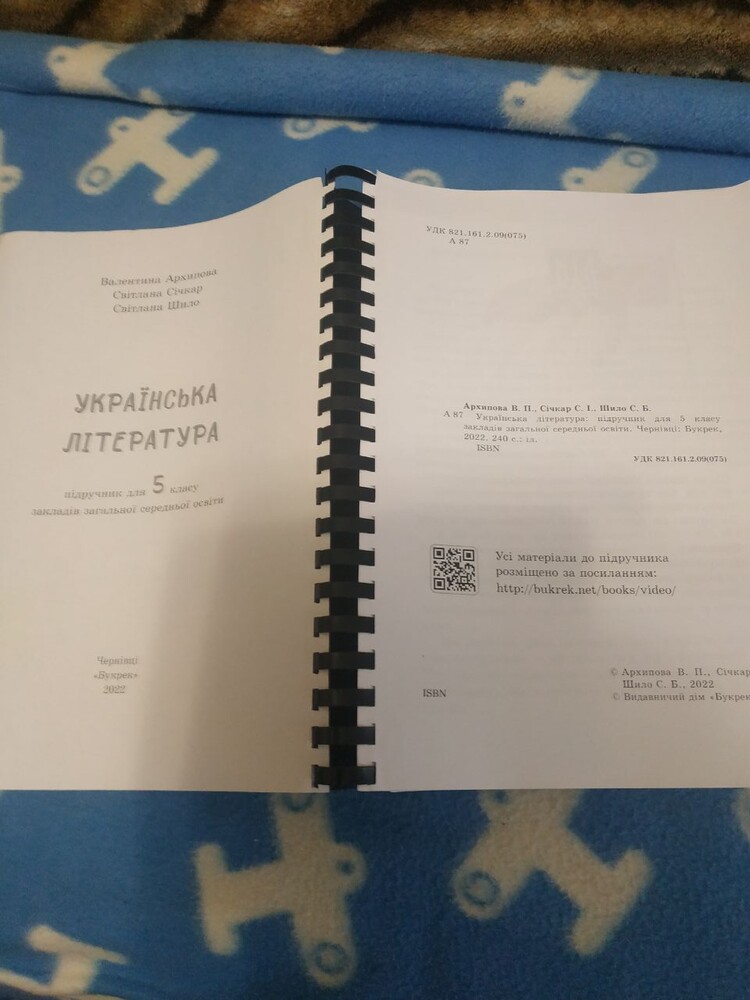 Валентина Архипова
Світлана Січкар
Світлана Шило
УКРАЇНСЬКА
ЛІТЕРАТУРА
підручник для 5 класу
закладів загальної середньої освіти
Чернівці
«Букрек»
2022
УДК 821.161.2.09(075)
А 87
Архипова В. П., Січкар С. І., Шило С. Б.
А 87 Українська література: підручник для 5 класу
закладів загальної середньої освіти. Чернівці: Букрек,
2022. 240 с.: іл.
ISBN
УДК 821.161.2.09(075)
Усі матеріали до підручника
розміщено за посиланням:
http://bukrek.net/books/video/
ISBN
© Архипова В. П., Січкар
Шило С. Б., 2022
© Видавничий дім «Букрек